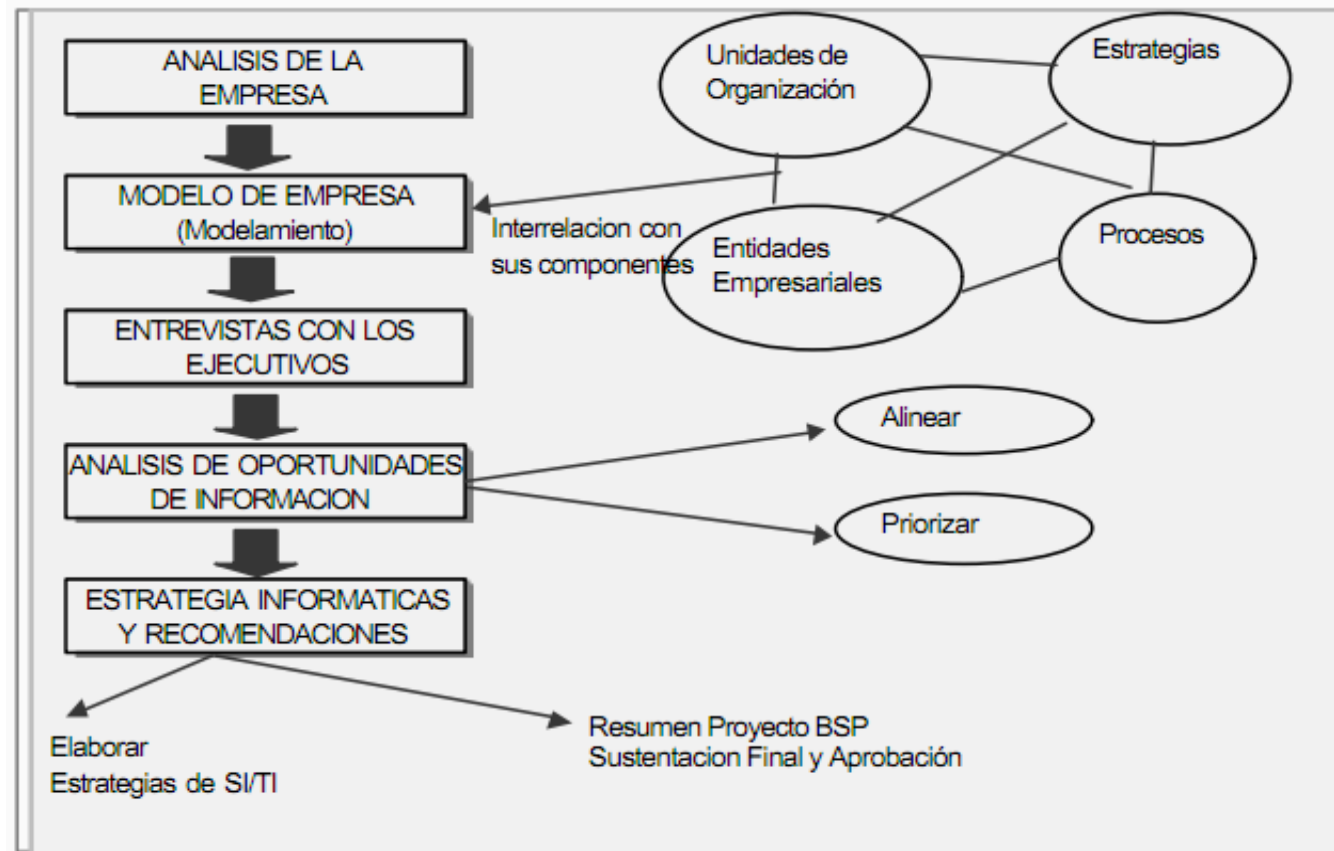 ANALISIS DE LA
EMPRESA
MODELO DE EMPRESA
(Modelamiento)
ENTREVISTAS CON LOS
EJECUTIVOS
ANALISIS DE OPORTUNIDADES
DE INFORMACION
ESTRATEGIA INFORMATICAS
Y RECOMENDACIONES
Elaborar
Estrategias de SI/TI
Resumen Proyecto BSP
Sustentacion Final y Aprobación
Interrelacion con
sus componentes
Unidades de
Organización
Estrategias
Entidades
Empresariales
Procesos
Alinear
Priorizar